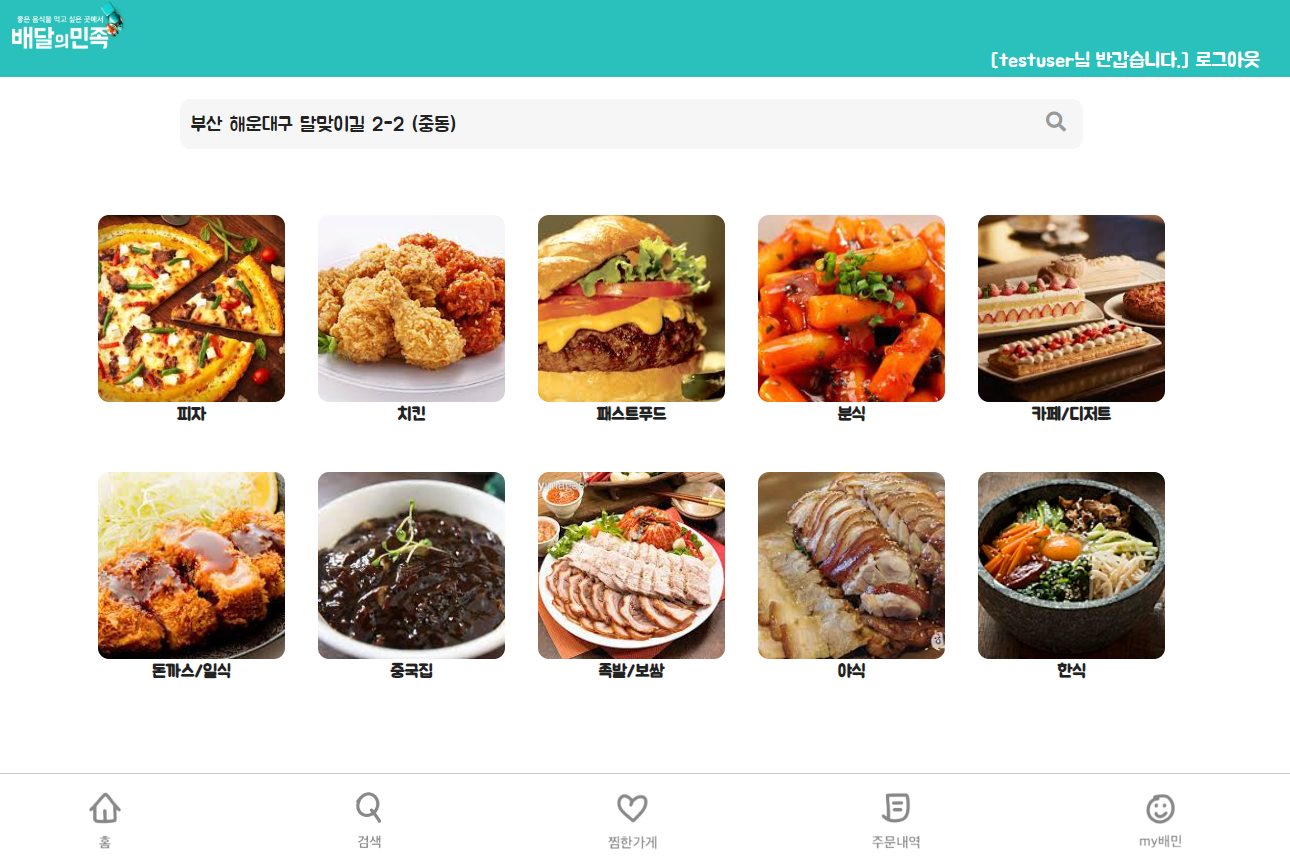 좋은 음식을 먹고 싶은 곳에서
배달의민족
[testuser님 반갑습니다.] 로그아웃
부산 해운대구 달맞이길 2-2 (중동)
피자 치킨 패스트푸드 분식 카페/디저트
돈까스/일식 중국집 족발/보쌈 야식 한식
홈 검색 찜한가게 주문내역 my배민